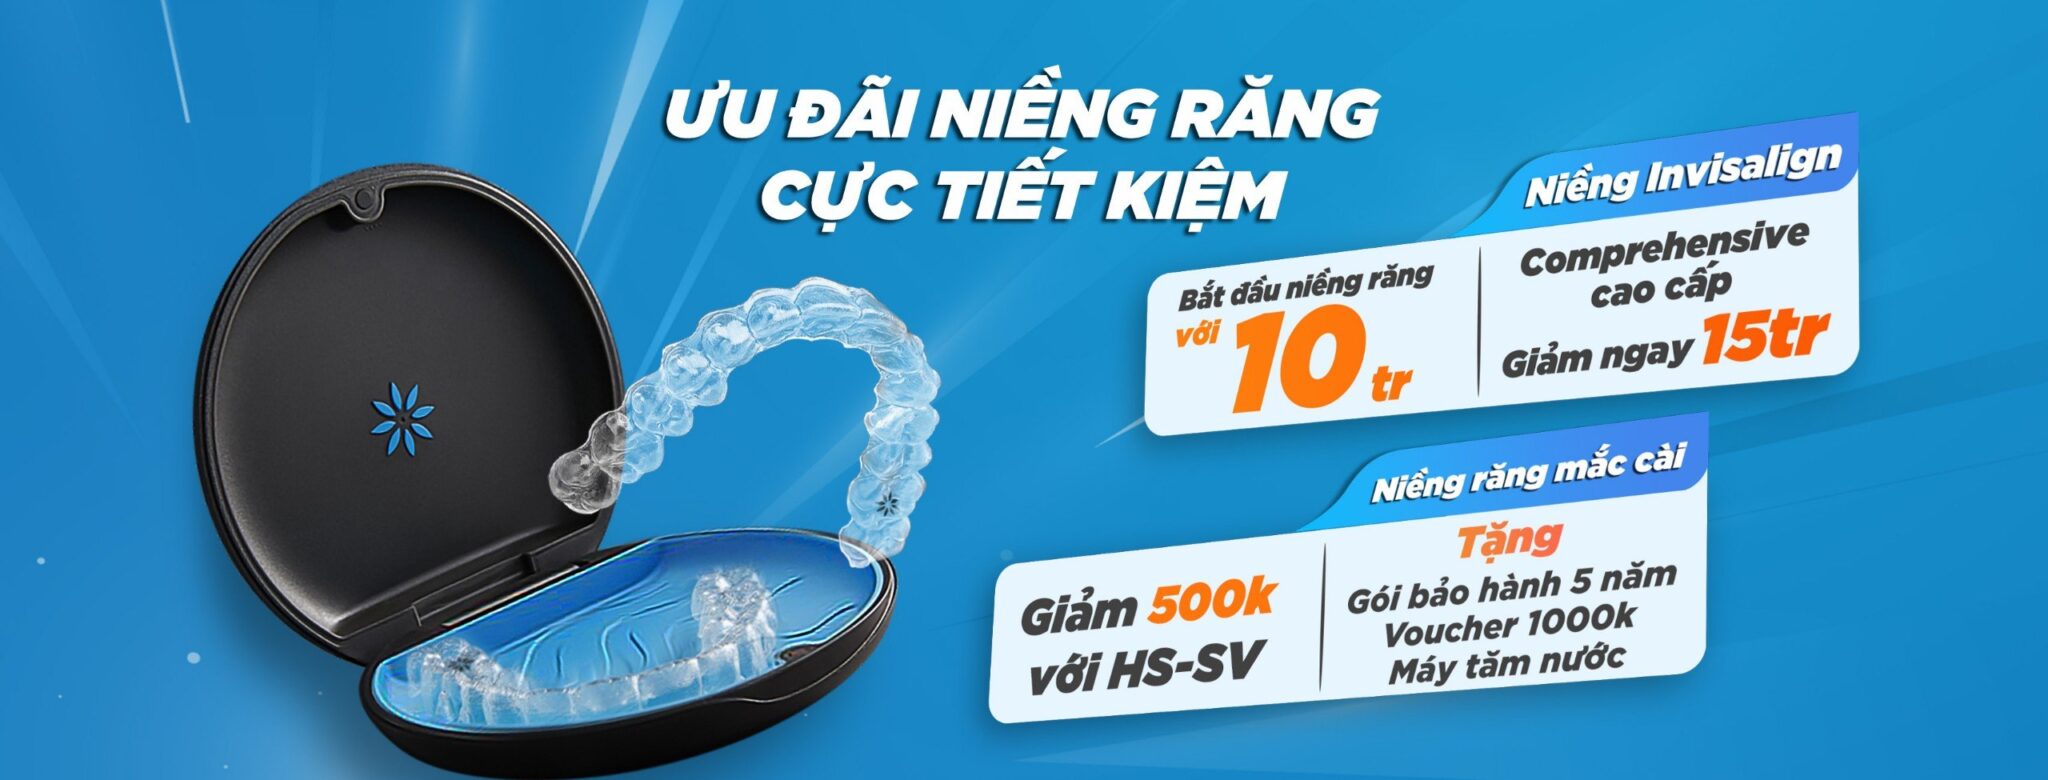 ƯU ĐÃI NIỀNG RĂNG
CỰC TIẾT KIỆM
Niềng Invisalign
Bắt đầu niềng răng
với 10 tr
Comprehensive
cao cấp
Giảm ngay 15tr
Niềng răng mắc cài
Giảm 500k
với HS-SV
Tặng
Gói bảo hành 5 năm
Voucher 1000k
Máy tăm nước